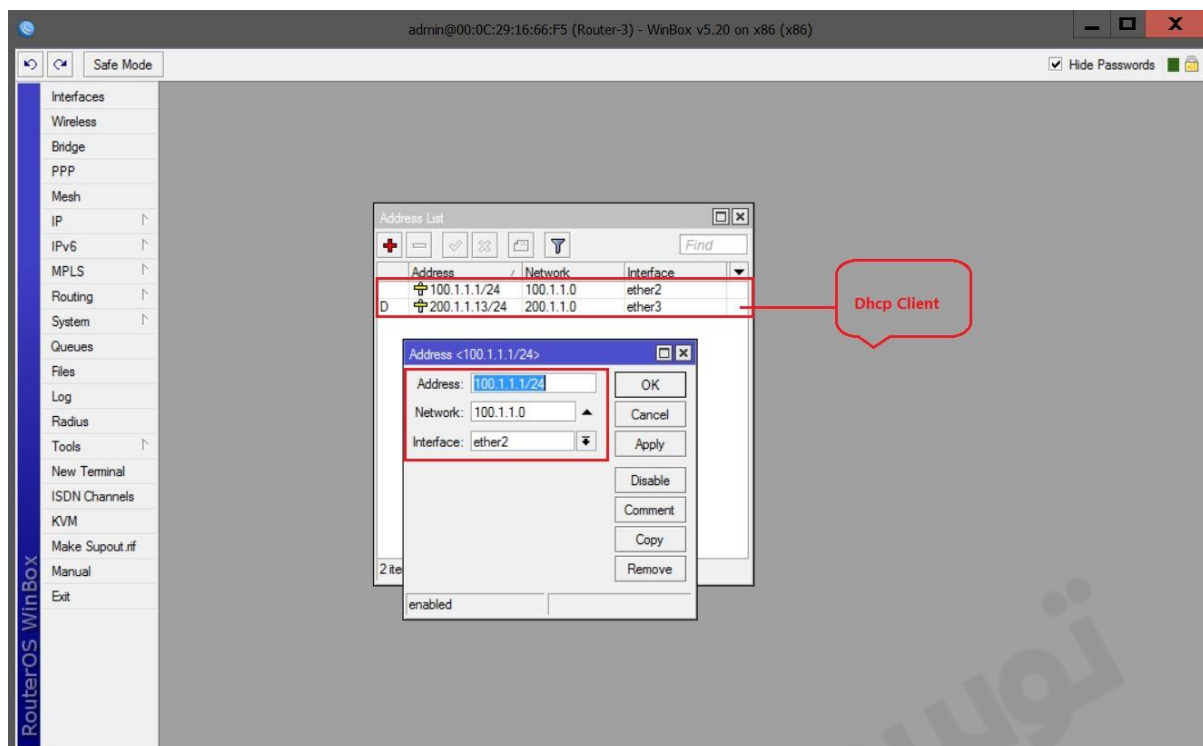 admin@00:0C:29:16:66:F5 (Router-3) - WinBox v5.20 on x86 (x86)
Safe Mode
Hide Passwords
Interfaces
Wireless
Bridge
PPP
Mesh
IP
IPv6
MPLS
Routing
System
Queues
Files
Log
Radius
Tools
New Terminal
ISDN Channels
KVM
Make Supout.rif
Manual
Exit
RouterOS WinBox
Address List
Find
Address Network Interface
100.1.1.1/24 100.1.1.0 ether2
D 200.1.1.13/24 200.1.1.0 ether3
Dhcp Client
Address <100.1.1.1/24>
Address: 100.1.1.1/24 OK
Network: 100.1.1.0 Cancel
Interface: ether2 Apply
Disable
Comment
Copy
Remove
2 ite
enabled